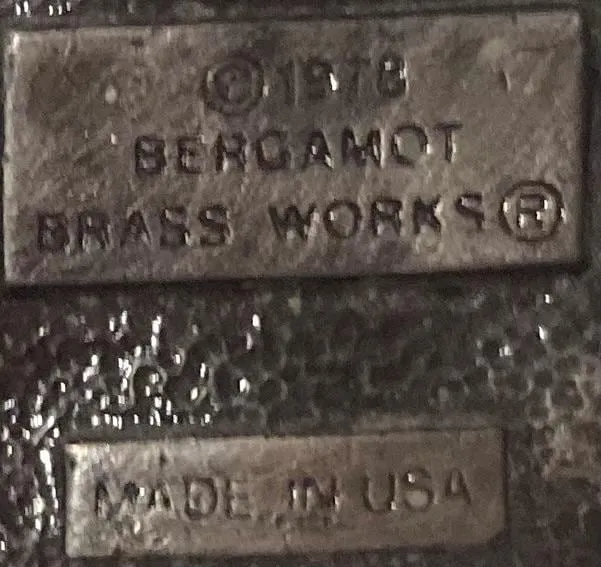 ©1978
BERGAMOT
BRASS WORKS®
MADE IN USA